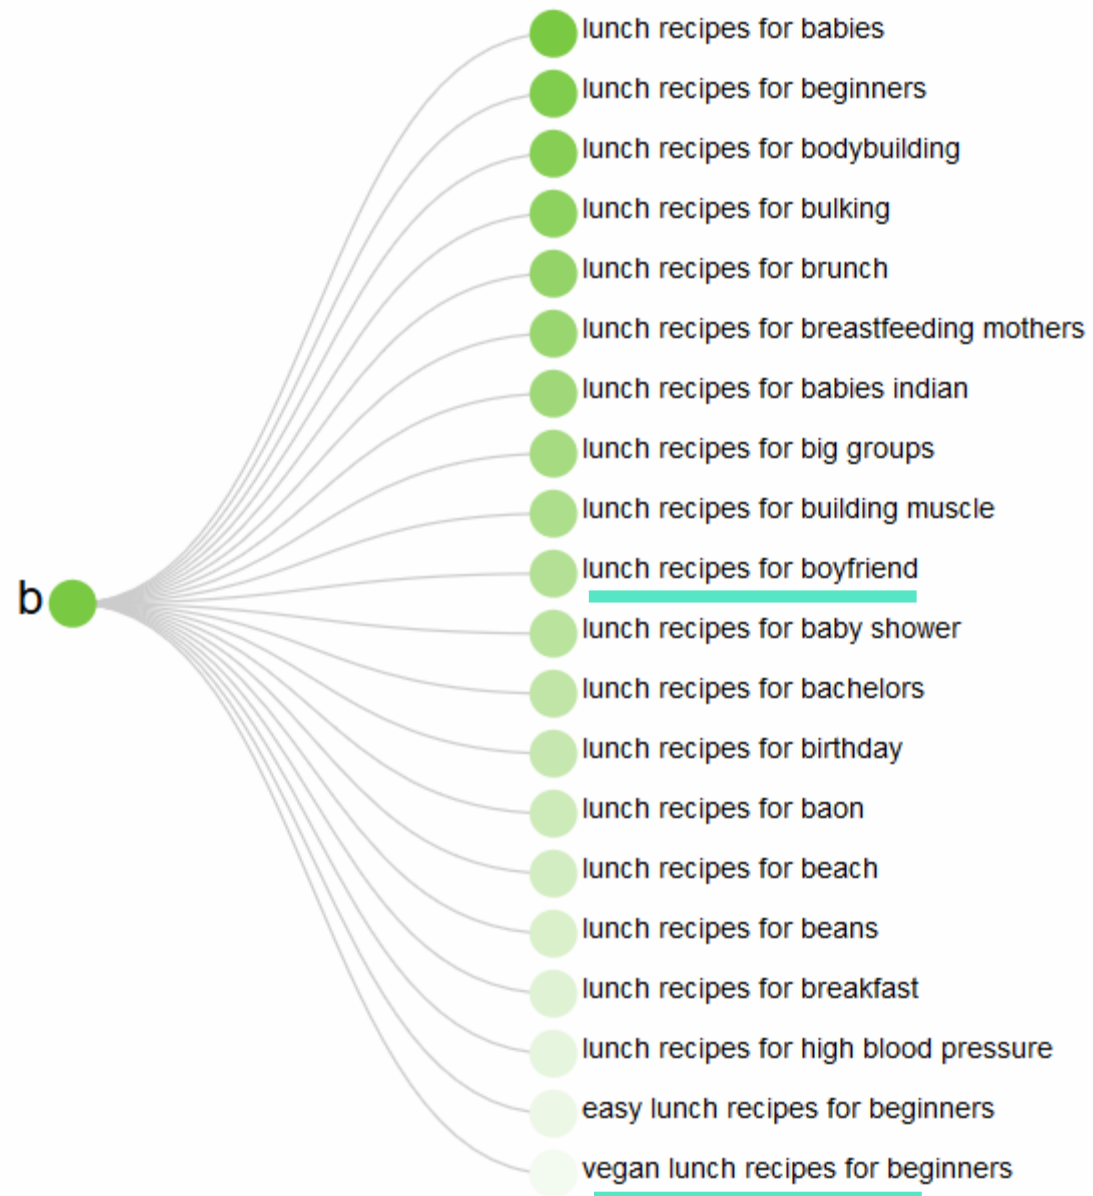 lunch recipes for babies
lunch recipes for beginners
lunch recipes for bodybuilding
lunch recipes for bulking
lunch recipes for brunch
lunch recipes for breastfeeding mothers
lunch recipes for babies indian
lunch recipes for big groups
lunch recipes for building muscle
lunch recipes for boyfriend
b
lunch recipes for baby shower
lunch recipes for bachelors
lunch recipes for birthday
lunch recipes for baon
lunch recipes for beach
lunch recipes for beans
lunch recipes for breakfast
lunch recipes for high blood pressure
easy lunch recipes for beginners
vegan lunch recipes for beginners